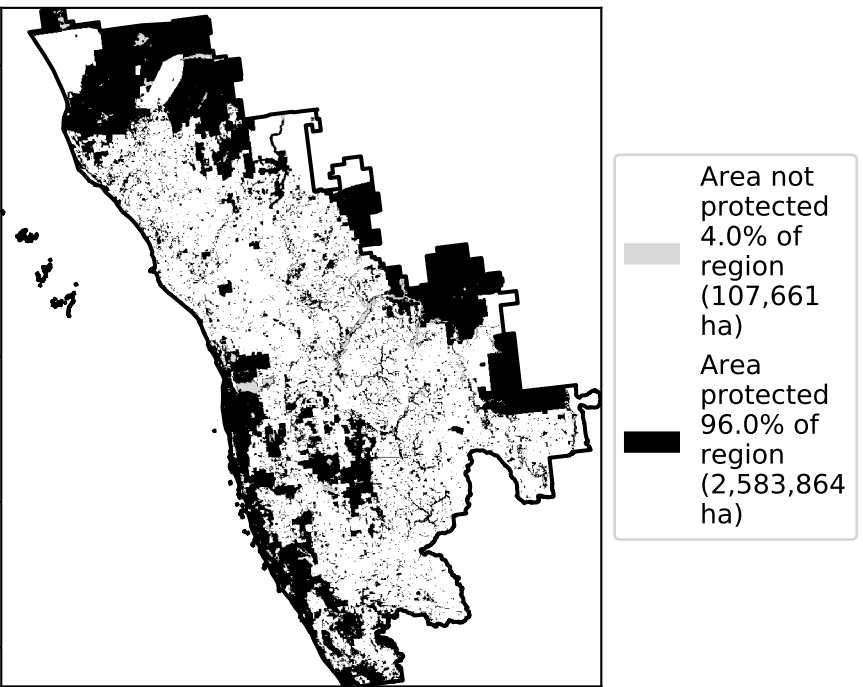 Area not
protected
4.0% of
region
(107,661
ha)
Area
protected
96.0% of
region
(2,583,864
ha)